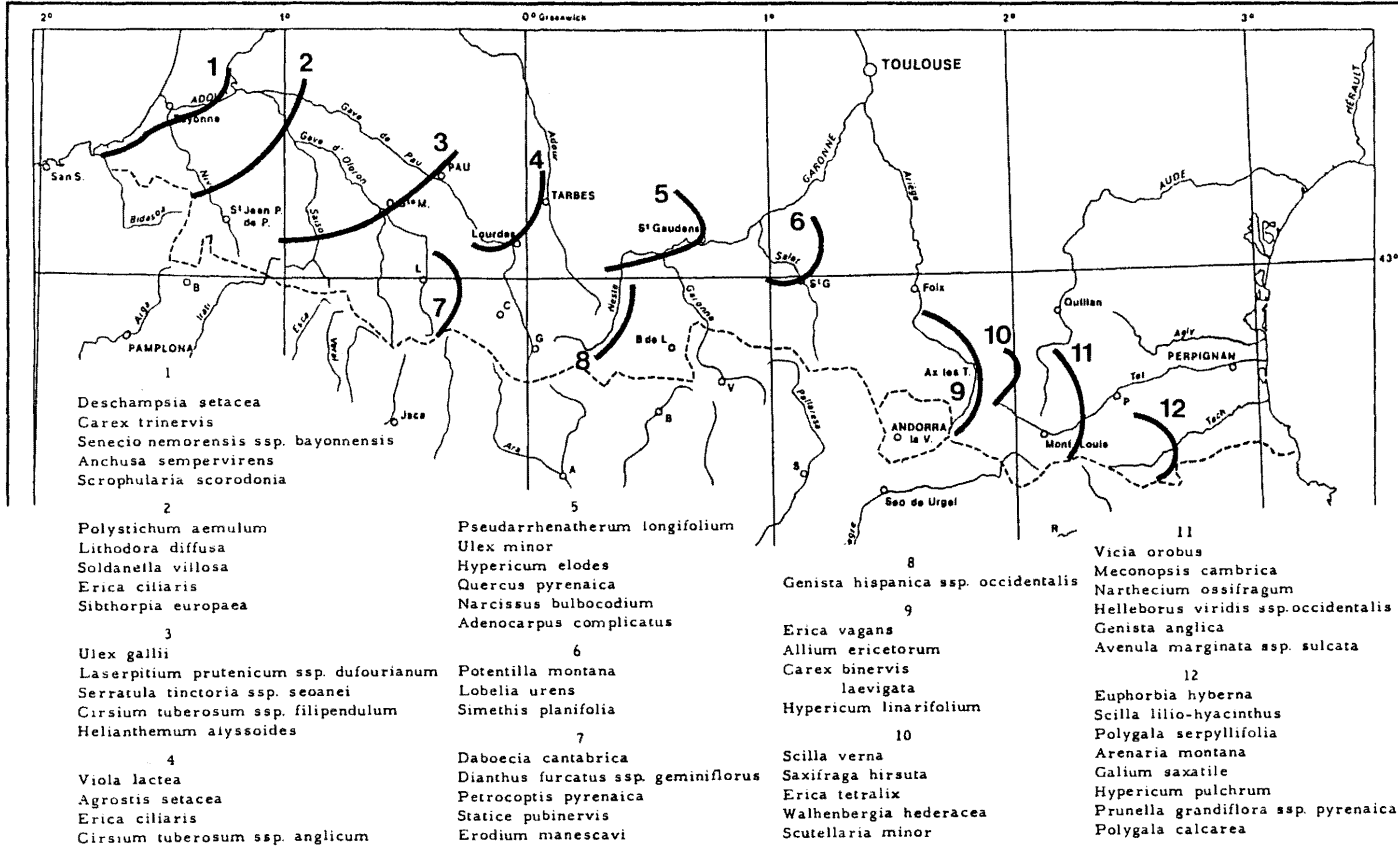 2° 1° 0° Greenwich 1° 2° 3°
TOULOUSE
HÉRAULT
1 2
ADOU
Bayonne
Gave de Pau
Adour
GARONNE
Ariège
AUDE
3
PAU
4
TARBES
Gave d' Oloron
San S.
Bidasoa
Nive
St Jean P.
de P.
Saiso
Ste M.
Lourdes
5
St Gaudens
6
Salat
St G
43°
B
L
7
C
G
Neste
Garonne
Foix
Quillan
Arga
Irati
Esca
Veral
PAMPLONA
8
B de L
V
10
11
Agly
PERPIGNAN
Ax les T.
9
Tet
P
12
Tech
Jaca
Ara
A
B
Pallaresa
S
ANDORRA
la V.
Mont Louis
Seo de Urgel
egre
R
1
Deschampsia setacea
Carex trinervis
Senecio nemorensis ssp. bayonnensis
Anchusa sempervirens
Scrophularia scorodonia
2
Polystichum aemulum
Lithodora diffusa
Soldanella villosa
Erica ciliaris
Sibthorpia europaea
3
Ulex gallii
Laserpitium prutenicum ssp. dufourianum
Serratula tinctoria ssp. seoanei
Cirsium tuberosum ssp. filipendulum
Helianthemum alyssoides
4
Viola lactea
Agrostis setacea
Erica ciliaris
Cirsium tuberosum ssp. anglicum
5
Pseudarrhenatherum longifolium
Ulex minor
Hypericum elodes
Quercus pyrenaica
Narcissus bulbocodium
Adenocarpus complicatus
6
Potentilla montana
Lobelia urens
Simethis planifolia
7
Daboecia cantabrica
Dianthus furcatus ssp. geminiflorus
Petrocoptis pyrenaica
Statice pubinervis
Erodium manescavi
8
Genista hispanica ssp. occidentalis
9
Erica vagans
Allium ericetorum
Carex binervis
laevigata
Hypericum linarifolium
10
Scilla verna
Saxifraga hirsuta
Erica tetralix
Walhenbergia hederacea
Scutellaria minor
11
Vicia orobus
Meconopsis cambrica
Narthecium ossifragum
Helleborus viridis ssp. occidentalis
Genista anglica
Avenula marginata ssp. sulcata
12
Euphorbia hyberna
Scilla lilio-hyacinthus
Polygala serpyllifolia
Arenaria montana
Galium saxatile
Hypericum pulchrum
Prunella grandiflora ssp. pyrenaica
Polygala calcarea